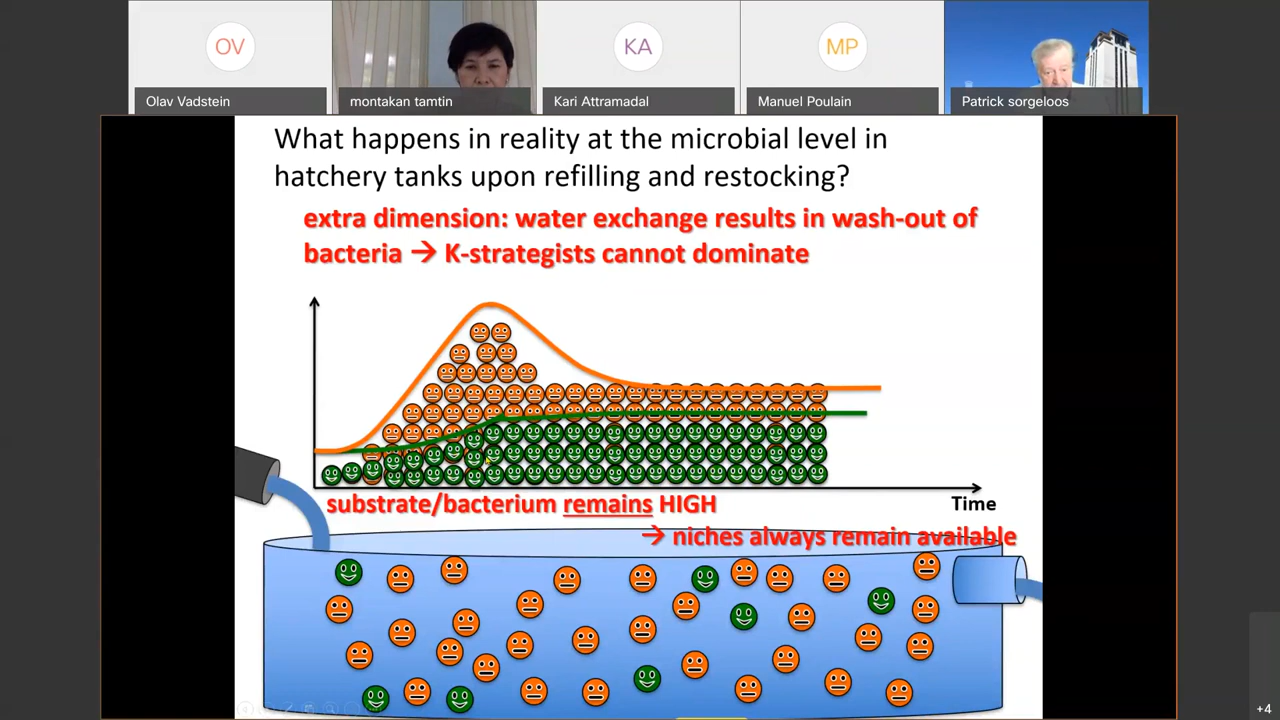 OV
KA
MP
Olav Vadstein
montakan tamtin
Kari Attramadal
Manuel Poulain
Patrick sorgeloos
What happens in reality at the microbial level in
hatchery tanks upon refilling and restocking?
extra dimension: water exchange results in wash-out of
bacteria → K-strategists cannot dominate
Time
substrate/bacterium remains HIGH
→ niches always remain available
+4